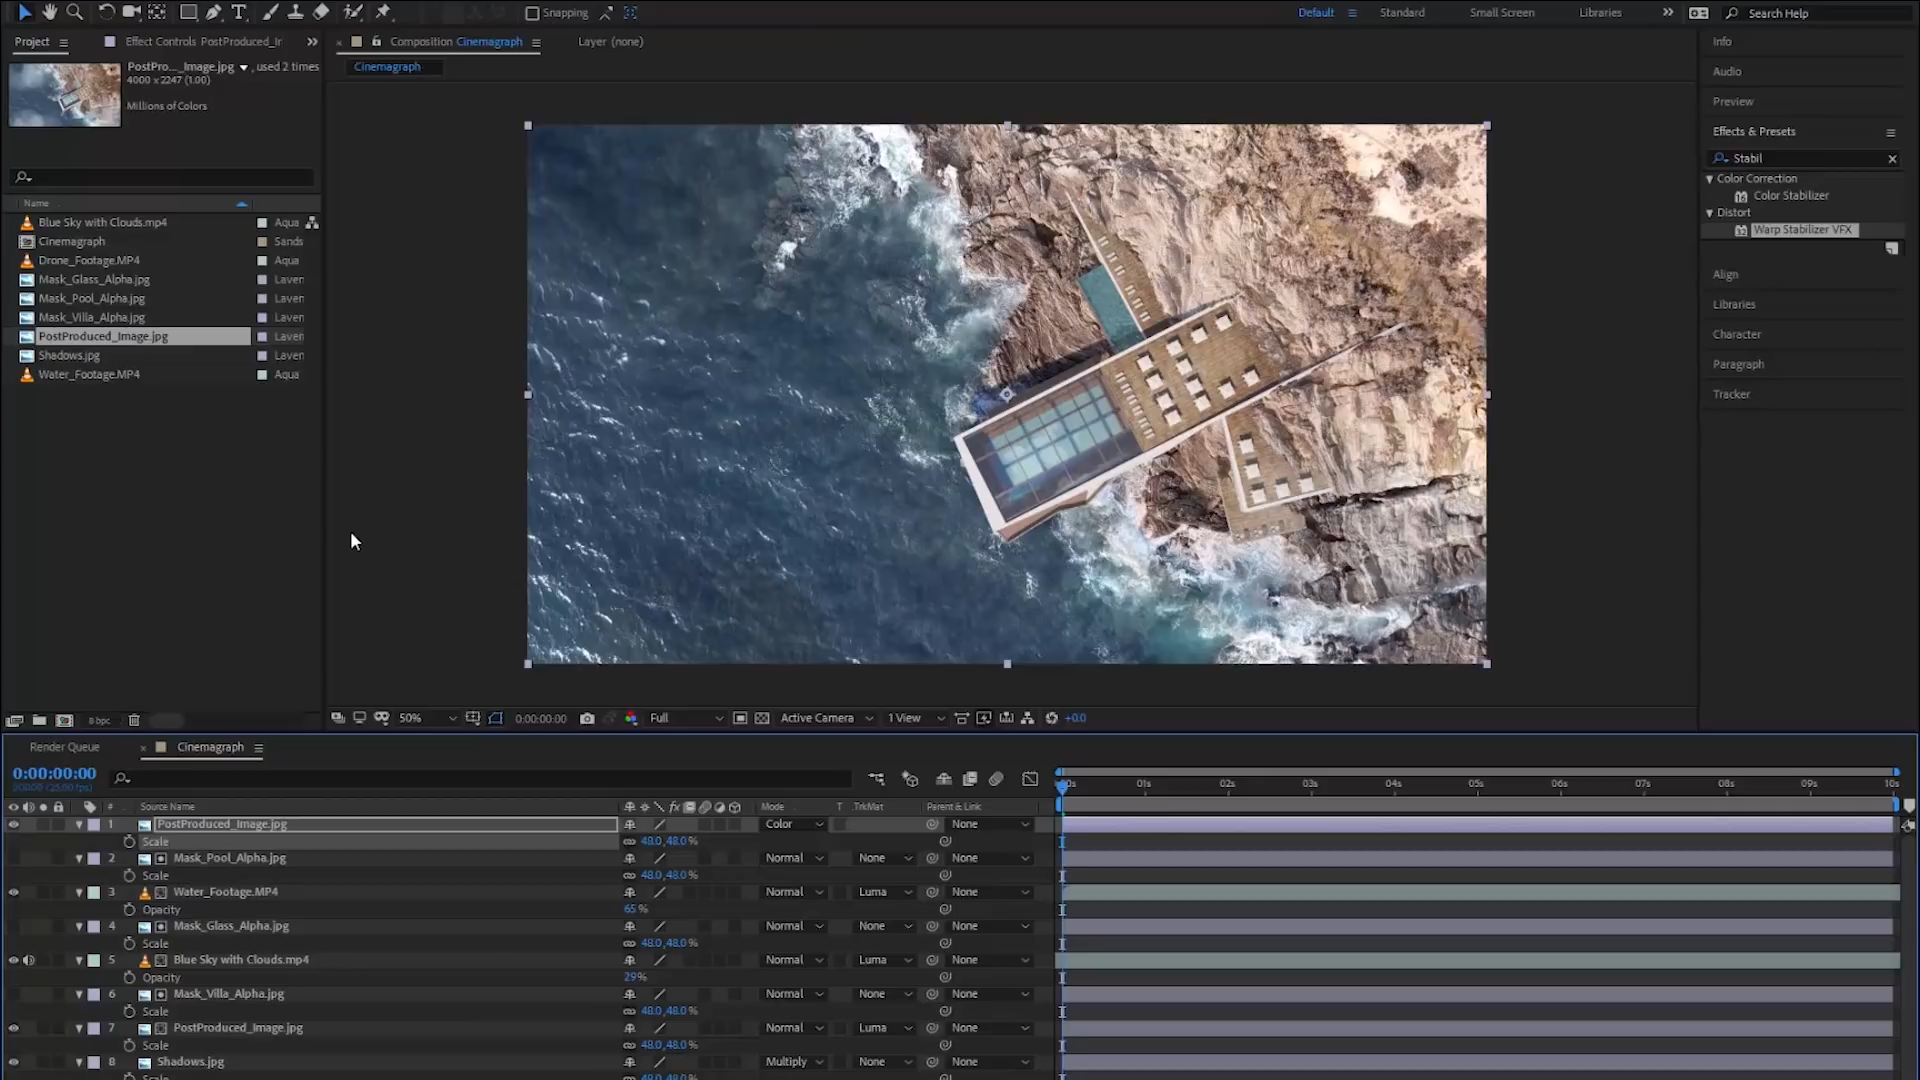 Snapping
Default
Standard
Small Screen
Libraries
Search Help
Project
Effect Controls PostProduced_Ir
Composition Cinemagraph
Layer (none)
Info
PostPro..._Image.jpg , used 2 times
4000 x 2247 (1.00)
Cinemagraph
Audio
Millions of Colors
Preview
Effects & Presets
Stabil
Color Correction
Color Stabilizer
Name
Distort
Blue Sky with Clouds.mp4 Aqua
Warp Stabilizer VFX
Cinemagraph Sands
Drone_Footage.MP4 Aqua
Align
Mask_Glass_Alpha.jpg Laven
Mask_Pool_Alpha.jpg Laven
Libraries
Mask_Villa_Alpha.jpg Laven
Character
PostProduced_Image.jpg Laven
Shadows.jpg Laven
Paragraph
Water_Footage.MP4 Aqua
Tracker
8 bpc
50%
0:00:00:00
Full
Active Camera
1 View
+0.0
Render Queue
Cinemagraph
0:00:00:00
00000 (25.00 fps)
01s 02s 03s 04s 05s 06s 07s 08s 09s 10s
# Source Name Mode T .TrkMat Parent & Link
1 PostProduced_Image.jpg Color None
Scale 48.0,48.0 %
2 Mask_Pool_Alpha.jpg Normal None None
Scale 48.0,48.0 %
3 Water_Footage.MP4 Normal Luma None
Opacity 65 %
4 Mask_Glass_Alpha.jpg Normal None None
Scale 48.0,48.0 %
5 Blue Sky with Clouds.mp4 Normal Luma None
Opacity 29%
6 Mask_Villa_Alpha.jpg Normal None None
Scale 48.0,48.0 %
7 PostProduced_Image.jpg Normal Luma None
Scale 48.0,48.0 %
8 Shadows.jpg Multiply None None